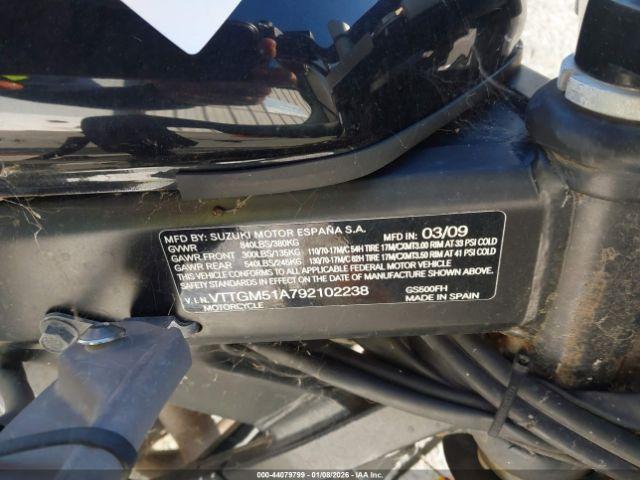 MFD BY: SUZUKI MOTOR ESPAÑA S.A. MFD IN: 03/09
GVWR 840LBS/380KG
GAWR FRONT 300LBS/135KG 110/70-17M/C 54H TIRE 17M/CXMT3.00 RIM AT 33 PSI COLD
GAWR REAR 540LBS/245KG 130/70-17M/C 62H TIRE 17M/CXMT3.50 RIM AT 41 PSI COLD
THIS VEHICLE CONFORMS TO ALL APPLICABLE FEDERAL MOTOR VEHICLE
SAFETY STANDARDS IN EFFECT ON THE DATE OF MANUFACTURE SHOWN ABOVE.
V.I.N. VTTGM51A792102238 GS500FH
MOTORCYCLE MADE IN SPAIN
000-44079799 | 01/08/2026 - IAA Holdings, LLC